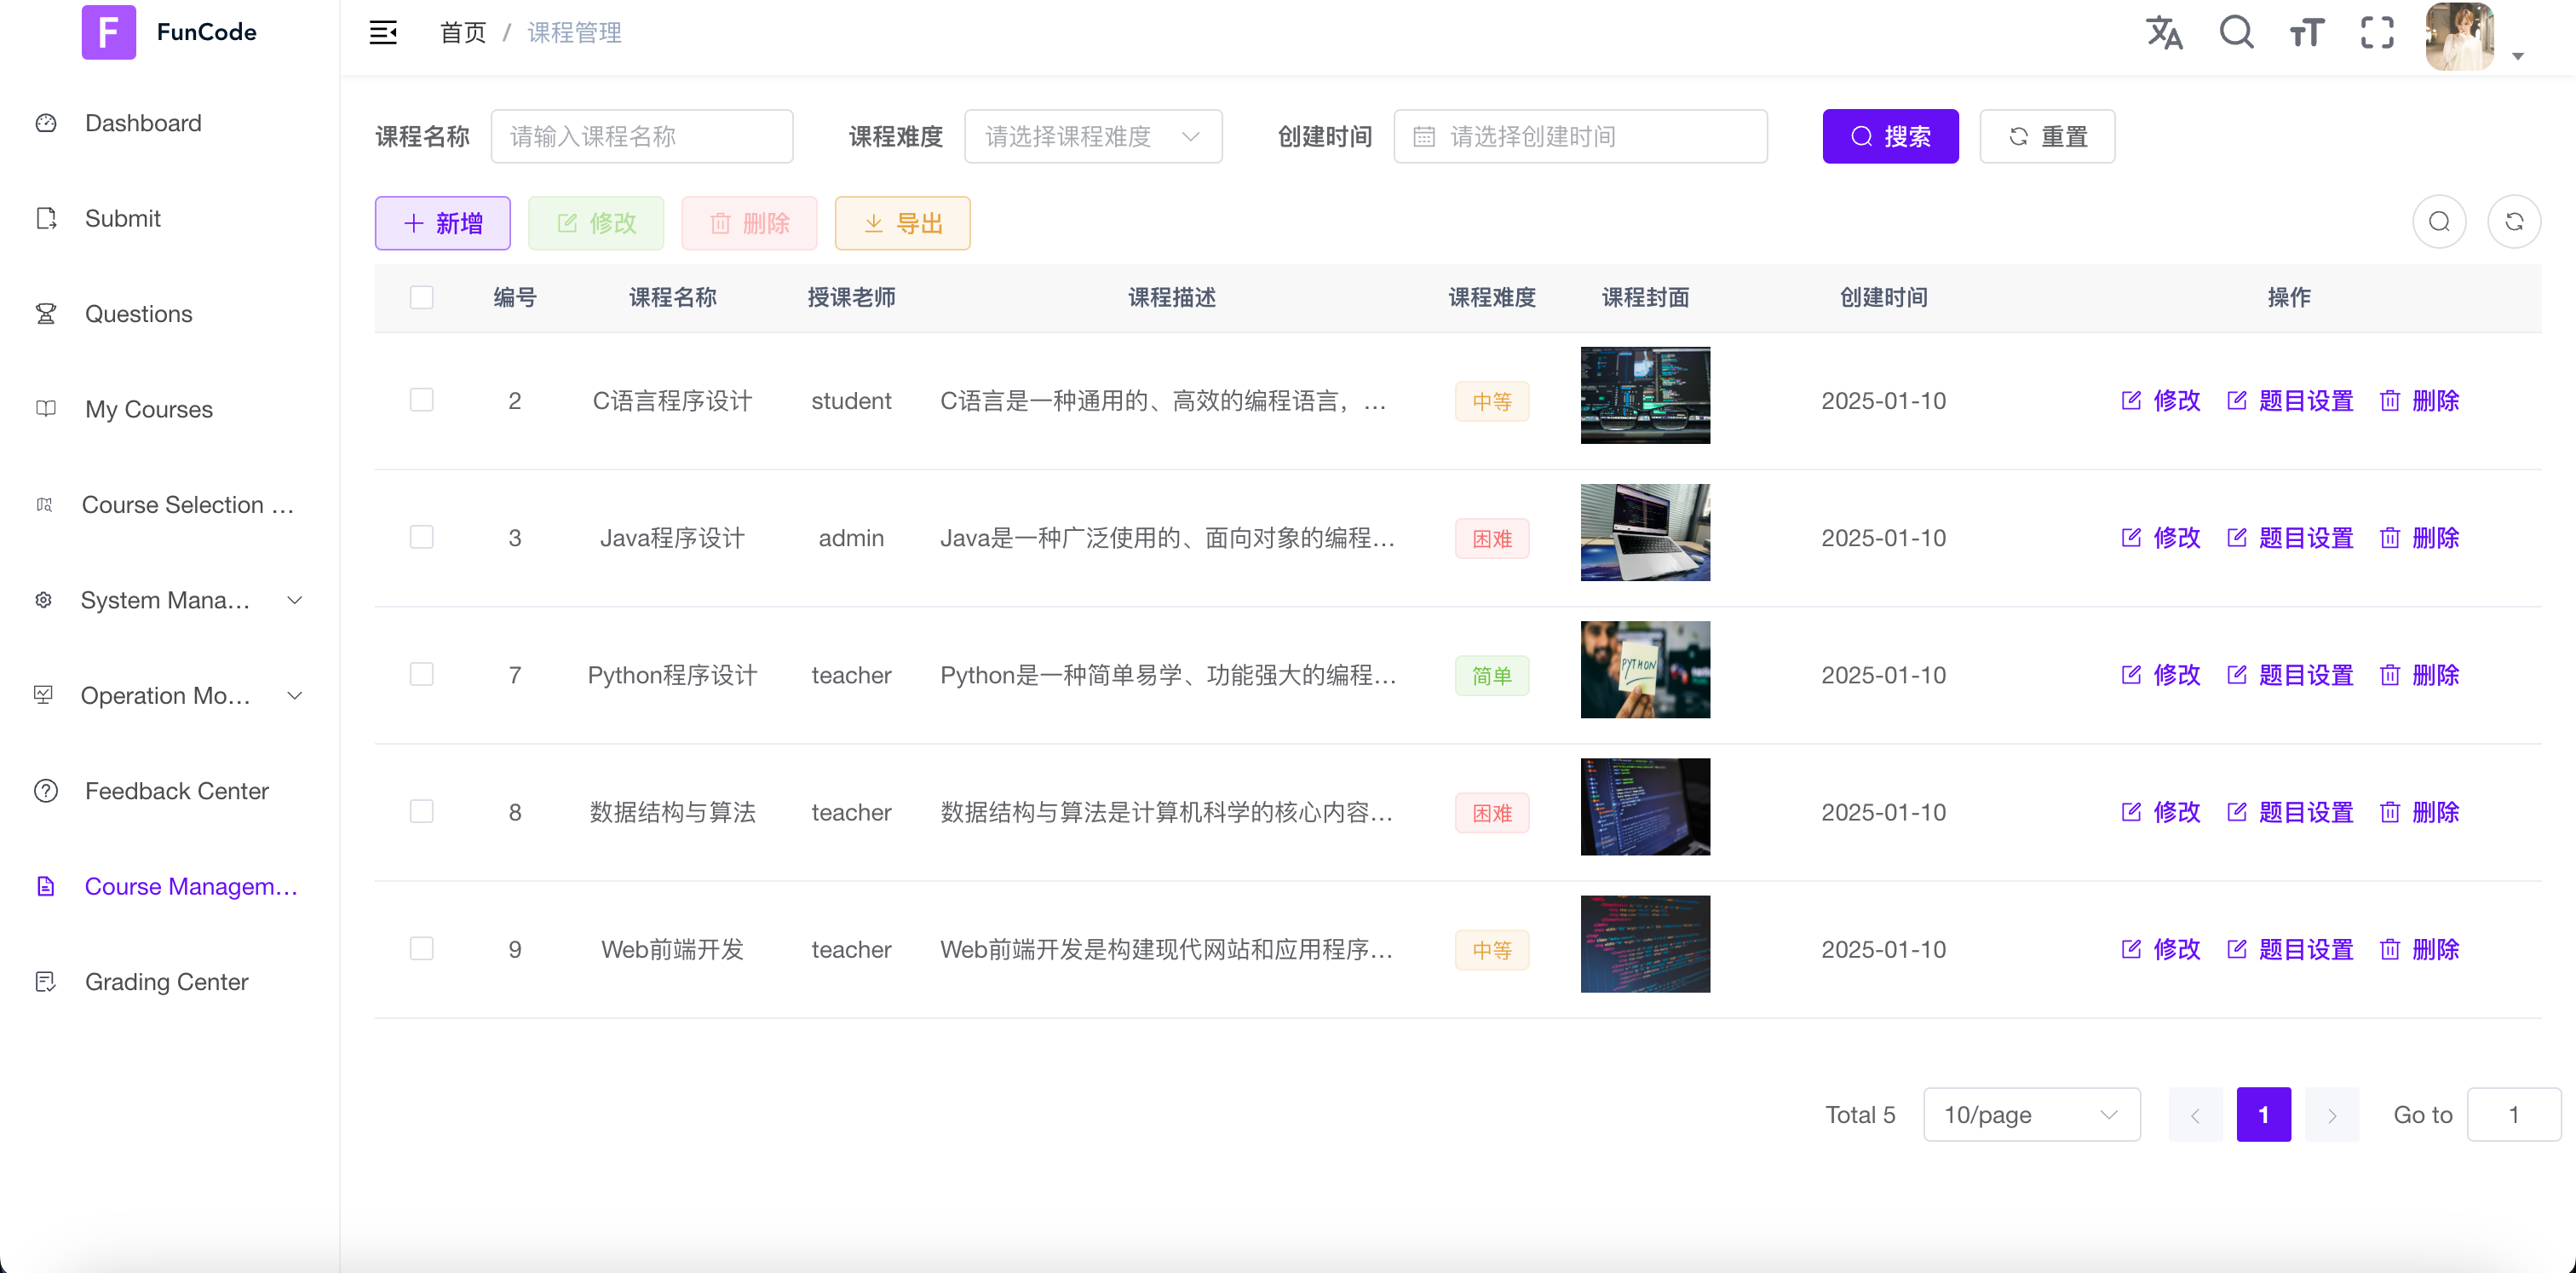 FunCode
首页 / 课程管理
Dashboard
Submit
Questions
My Courses
Course Selection ...
System Mana...
Operation Mo...
Feedback Center
Course Managem...
Grading Center
课程名称 请输入课程名称 课程难度 请选择课程难度 创建时间 请选择创建时间 搜索 重置
新增 修改 删除 导出
编号 课程名称 授课老师 课程描述 课程难度 课程封面 创建时间 操作
2 C语言程序设计 student C语言是一种通用的、高效的编程语言，... 中等 2025-01-10 修改 题目设置 删除
3 Java程序设计 admin Java是一种广泛使用的、面向对象的编程... 困难 2025-01-10 修改 题目设置 删除
7 Python程序设计 teacher Python是一种简单易学、功能强大的编程... 简单 PYTHON 2025-01-10 修改 题目设置 删除
8 数据结构与算法 teacher 数据结构与算法是计算机科学的核心内容... 困难 2025-01-10 修改 题目设置 删除
9 Web前端开发 teacher Web前端开发是构建现代网站和应用程序... 中等 2025-01-10 修改 题目设置 删除
Total 5 10/page 1 Go to 1